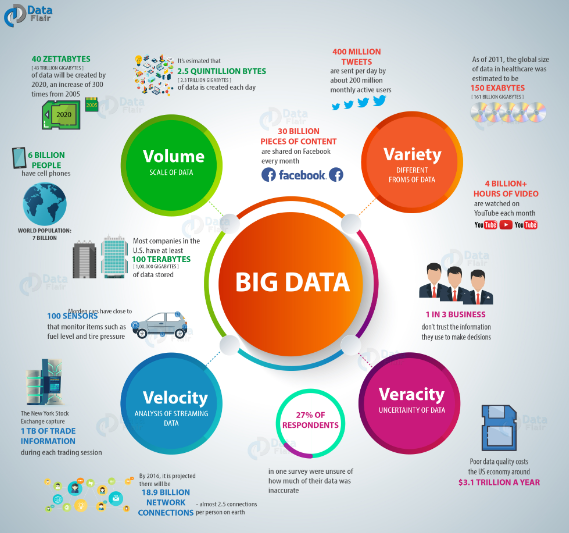 Data
Flair
40 ZETTABYTES
[ 43 TRILLION GIGABYTES ]
of data will be created by
2020, an increase of 300
times from 2005
2020
2005
It's estimated that
2.5 QUINTILLION BYTES
[ 2.3 TRILLION GIGABYTES ]
of data is created each day
400 MILLION
TWEETS
are sent per day by
about 200 million
monthly active users
As of 2011, the global size
of data in healthcare was
estimated to be
150 EXABYTES
[ 161 BILLION GIGABYTES ]
6 BILLION
PEOPLE
have cell phones
WORLD POPULATION:
7 BILLION
Volume
SCALE OF DATA
30 BILLION
PIECES OF CONTENT
are shared on Facebook
every month
facebook
Variety
DIFFERENT
FROMS OF DATA
4 BILLION+
HOURS OF VIDEO
are watched on
YouTube each month
YouTube YouTube
Most companies in the
U.S. have at least
100 TERABYTES
[ 1,00,000 GIGABYTES ]
of data stored
BIG DATA
1 IN 3 BUSINESS
don't trust the information
they use to make decisions
Morden cars have close to
100 SENSORS
that monitor items such as
fuel level and tire pressure
The New York Stock
Exchange capture
1 TB OF TRADE
INFORMATION
during each trading session
Velocity
ANALYSIS OF STREAMING
DATA
27% OF
RESPONDENTS
in one survey were unsure of
how much of their data was
inaccurate
Veracity
UNCERTAINTY OF DATA
Poor data quality costs
the US economy around
$3.1 TRILLION A YEAR
By 2016, it is projected
there will be
18.9 BILLION
NETWORK
CONNECTIONS - almost 2.5 connections
per person on earth